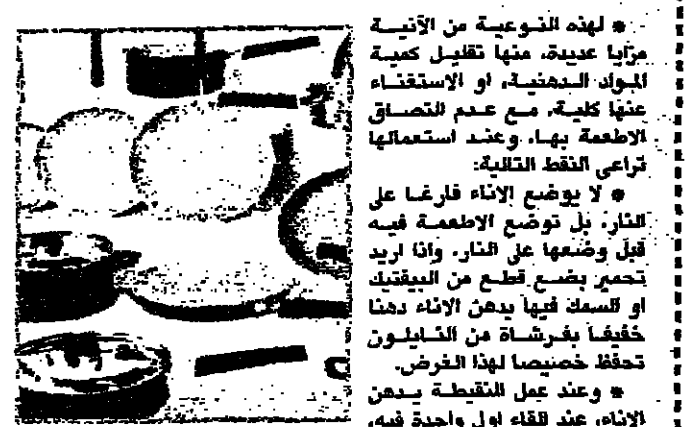 * لهذه النوعية من الآنية
مزايا عديدة، منها تقليل كمية
المواد الدهنية، او الاستغناء
عنها كلية، مع عدم التصاق
الاطعمة بها، وعند استعمالها
تراعى النقط التالية:
* لا يوضع الاناء فارغا على
النار، بل توضع الاطعمة فيه
قبل وضعها على النار. واذا اريد
تحمير بضع قطع من البيفتيك
او السمك فيها يدهن الاناء دهنا
خفيفا بفرشاة من النايلون
تحفظ خصيصا لهذا الغرض.
* وعند عمل النقيطة يدهن
الاناء، عند القاء اول واحدة فيه،